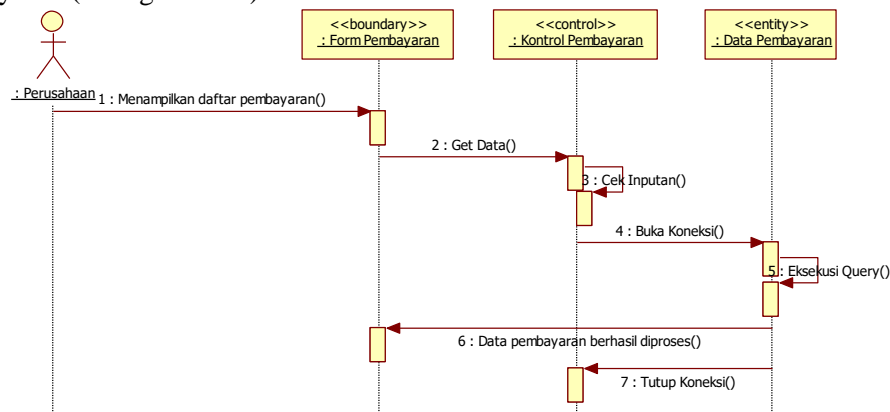 <<boundary>>
: Form Pembayaran
<<control>>
: Kontrol Pembayaran
<<entity>>
: Data Pembayaran
: Perusahaan
1 : Menampilkan daftar pembayaran()
2 : Get Data()
3 : Cek Inputan()
4 : Buka Koneksi()
5 : Eksekusi Query()
6 : Data pembayaran berhasil diproses()
7 : Tutup Koneksi()